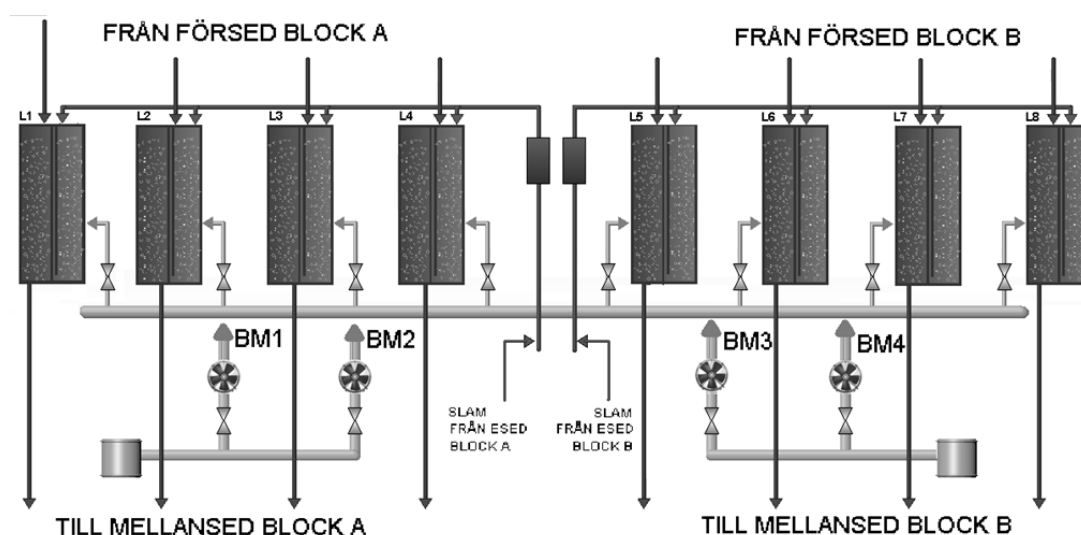 FRÅN FÖRSED BLOCK A
FRÅN FÖRSED BLOCK B
L1
L2
L3
L4
L5
L6
L7
L8
BM1
BM2
BM3
BM4
SLAM
FRÅN ESED
BLOCK A
SLAM
FRÅN ESED
BLOCK B
TILL MELLANSED BLOCK A
TILL MELLANSED BLOCK B